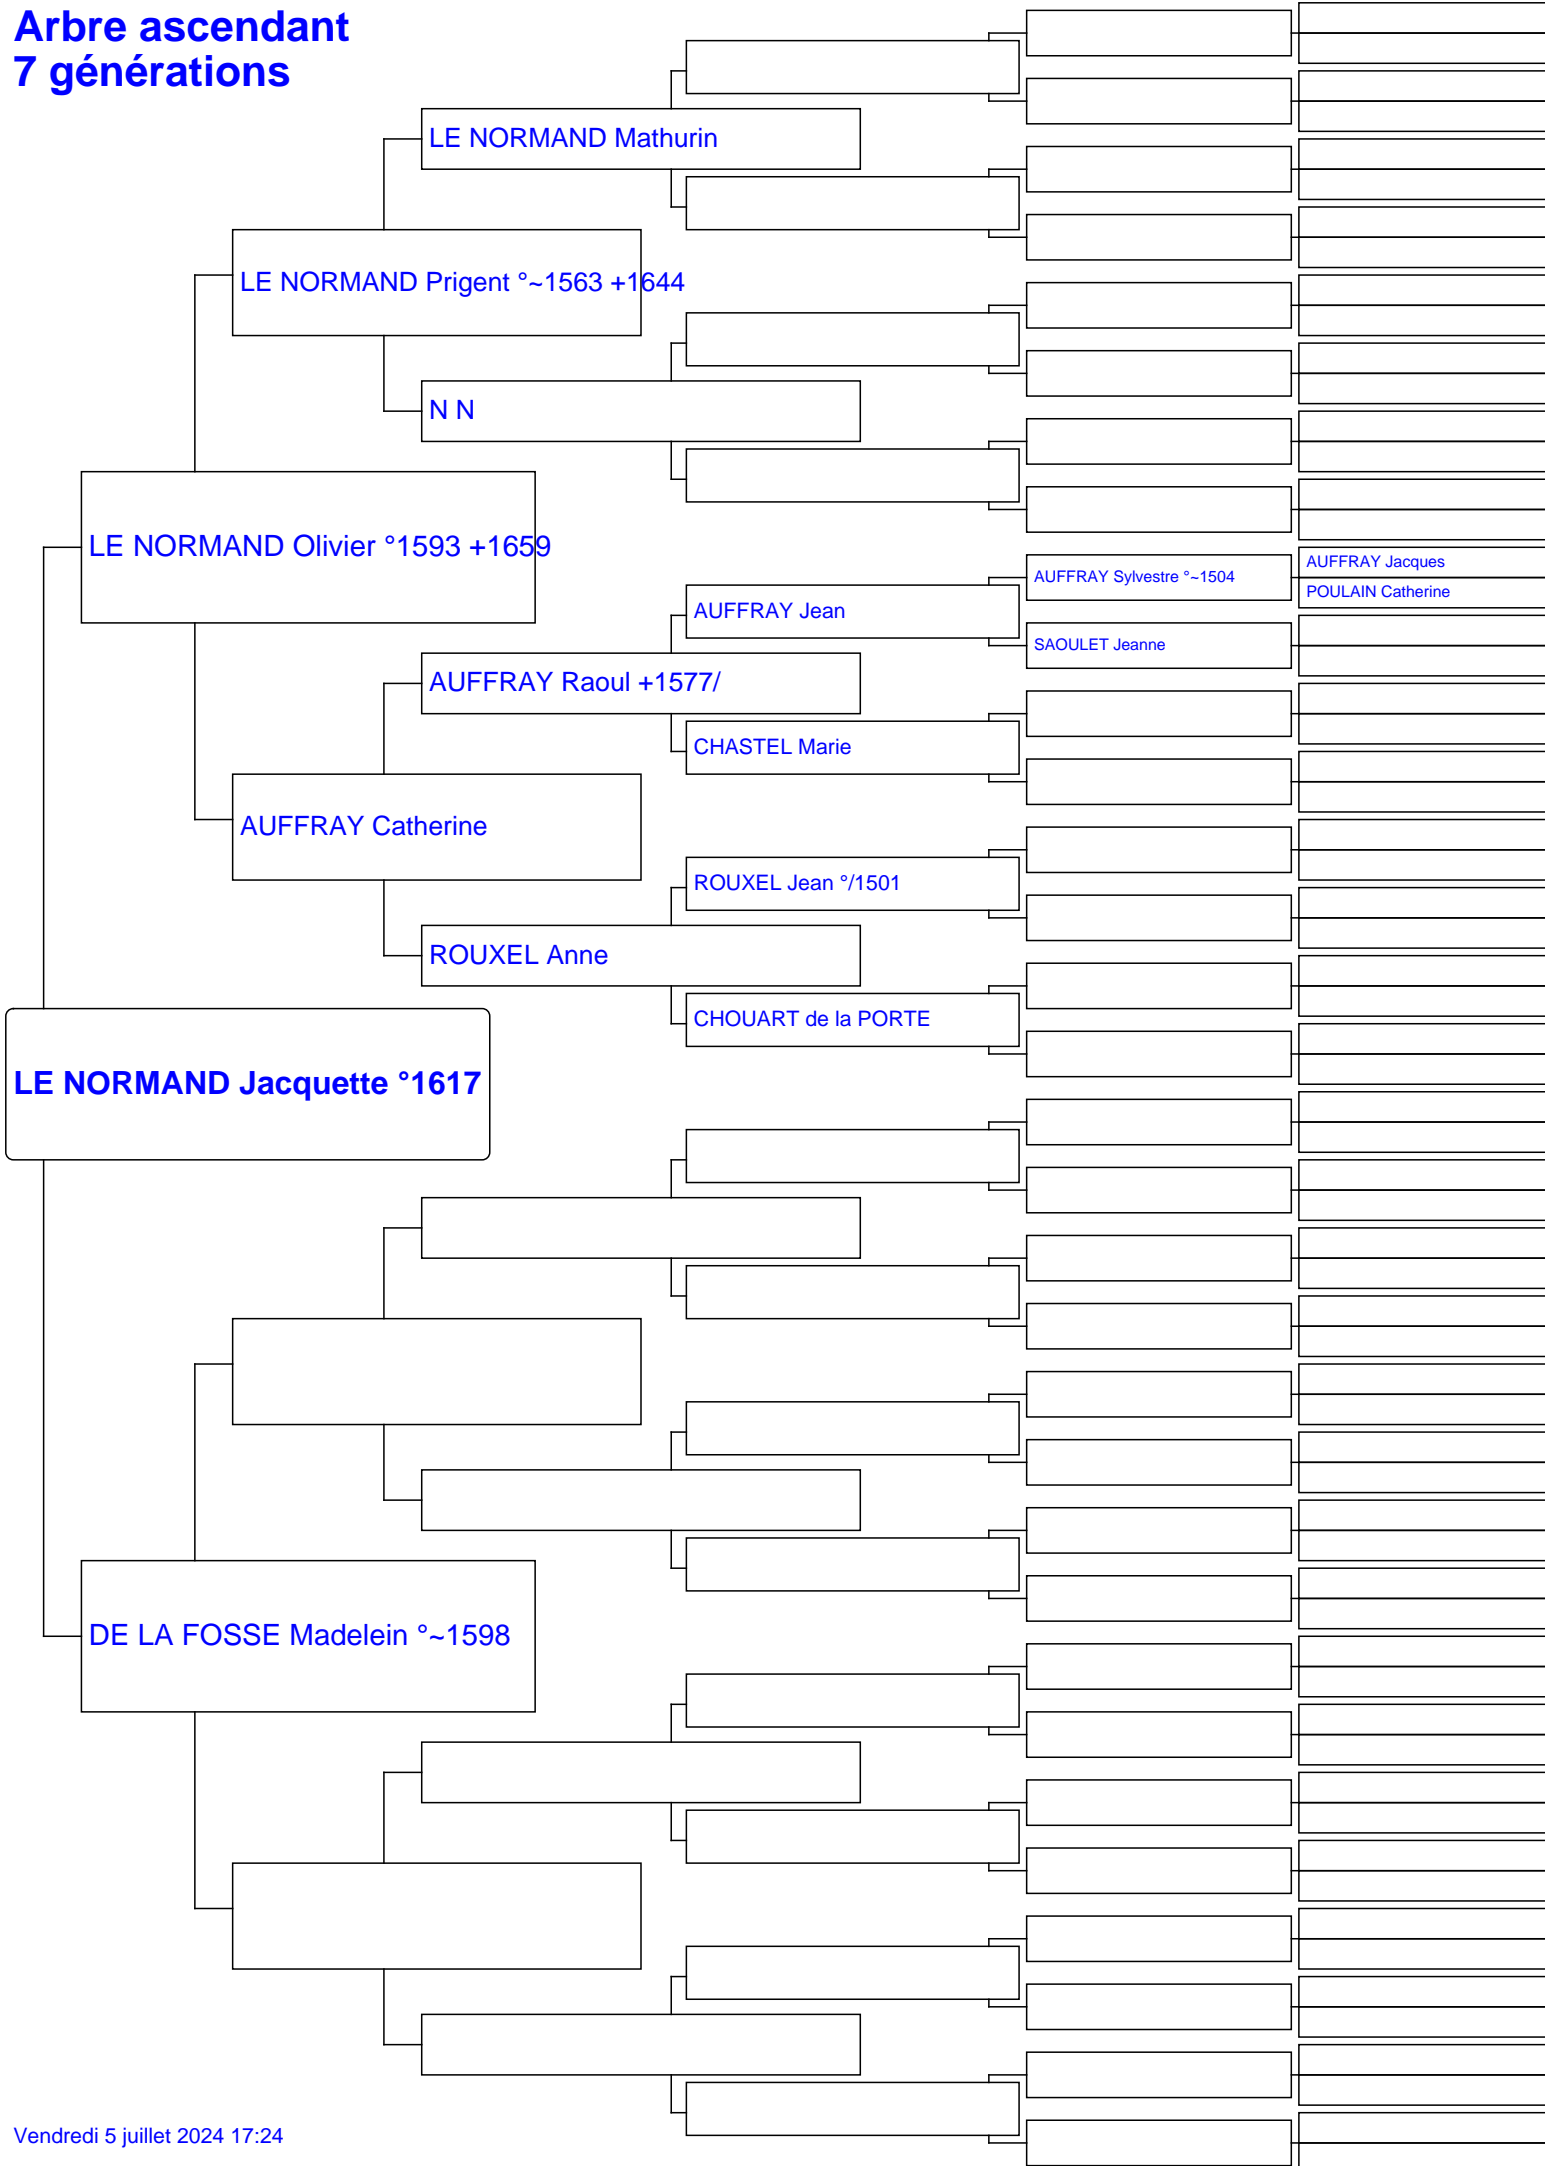 Arbre ascendant
7 générations
LE NORMAND Mathurin
LE NORMAND Prigent °~1563 +1644
N N
LE NORMAND Olivier °1593 +1659
AUFFRAY Jacques
AUFFRAY Sylvestre °~1504
POULAIN Catherine
AUFFRAY Jean
SAOULET Jeanne
AUFFRAY Raoul +1577/
CHASTEL Marie
AUFFRAY Catherine
ROUXEL Jean °/1501
ROUXEL Anne
CHOUART de la PORTE
LE NORMAND Jacquette °1617
DE LA FOSSE Madelein °~1598
Vendredi 5 juillet 2024 17:24